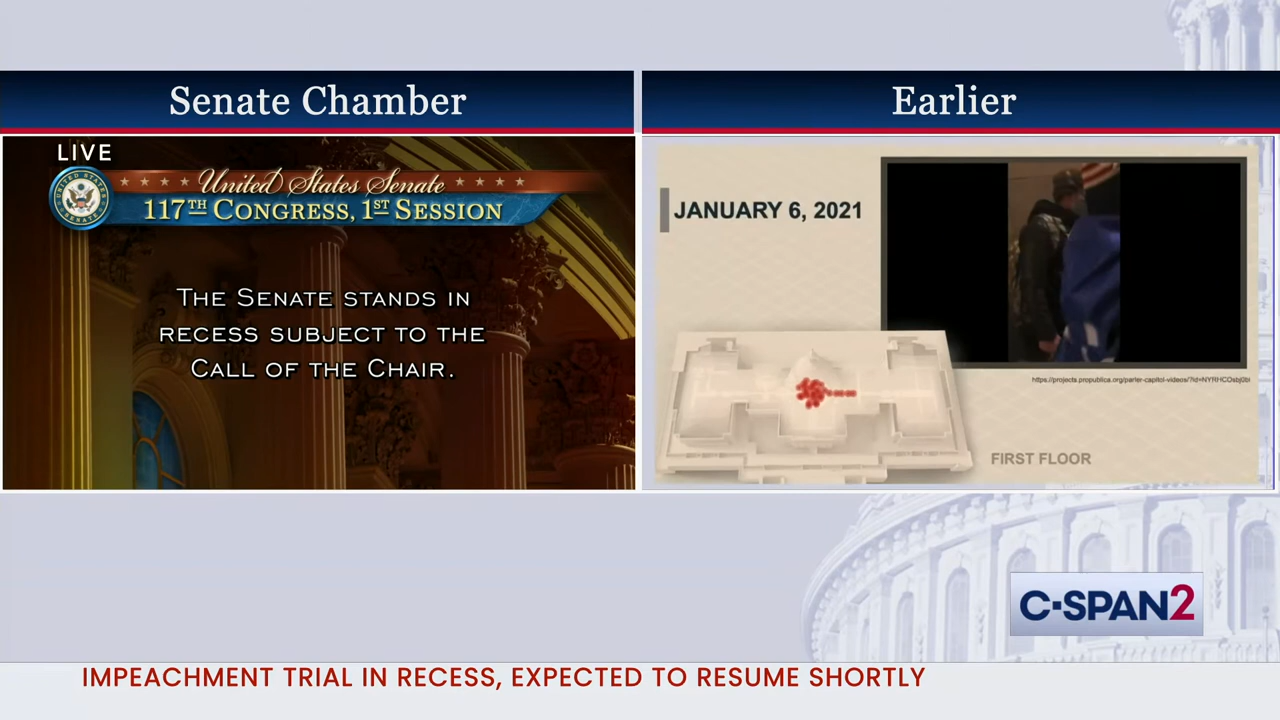 Senate Chamber
Earlier
LIVE
United States Senate
117TH CONGRESS, 1ST SESSION
THE SENATE STANDS IN
RECESS SUBJECT TO THE
CALL OF THE CHAIR.
JANUARY 6, 2021
FIRST FLOOR
C-SPAN2
IMPEACHMENT TRIAL IN RECESS, EXPECTED TO RESUME SHORTLY